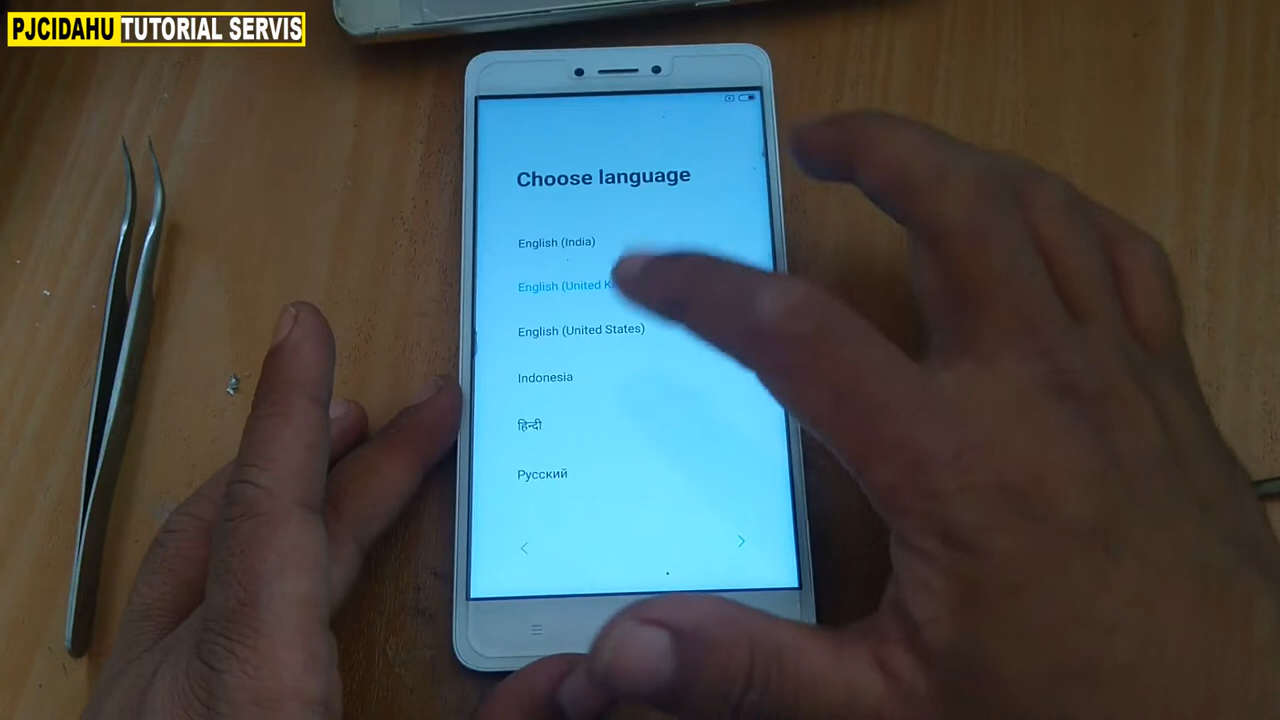 PJCIDAHU TUTORIAL SERVIS
Choose language
English (India)
English (United
English (United States)
Indonesia
हिन्दी
Русский